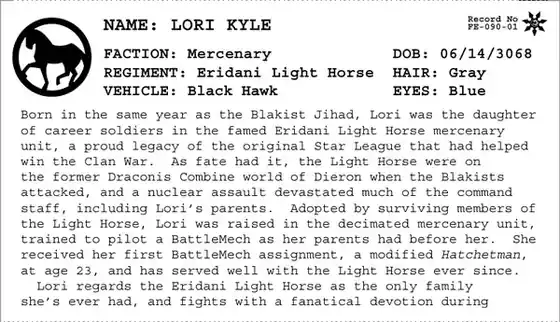 NAME: LORI KYLE
Record No
PE-090-01
FACTION: Mercenary
DOB: 06/14/3068
REGIMENT: Eridani Light Horse
HAIR: Gray
VEHICLE: Black Hawk
EYES: Blue
Born in the same year as the Blakist Jihad, Lori was the daughter
of career soldiers in the famed Eridani Light Horse mercenary
unit, a proud legacy of the original Star League that had helped
win the Clan War.  As fate had it, the Light Horse were on
the former Draconis Combine world of Dieron when the Blakists
attacked, and a nuclear assault devastated much of the command
staff, including Lori's parents.  Adopted by surviving members of
the Light Horse, Lori was raised in the decimated mercenary unit,
trained to pilot a BattleMech as her parents had before her.  She
received her first BattleMech assignment, a modified Hatchetman,
at age 23, and has served well with the Light Horse ever since.
Lori regards the Eridani Light Horse as the only family
she's ever had, and fights with a fanatical devotion during